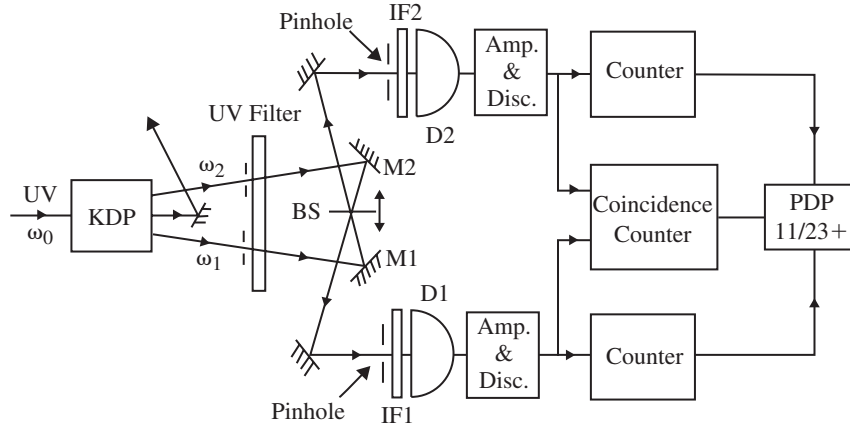 Pinhole
IF2
Amp.
&
Disc.
Counter
UV Filter
D2
ω2
M2
UV
KDP
BS
Coincidence
Counter
PDP
11/23+
ω0
ω1
M1
D1
Amp.
&
Disc.
Counter
Pinhole
IF1